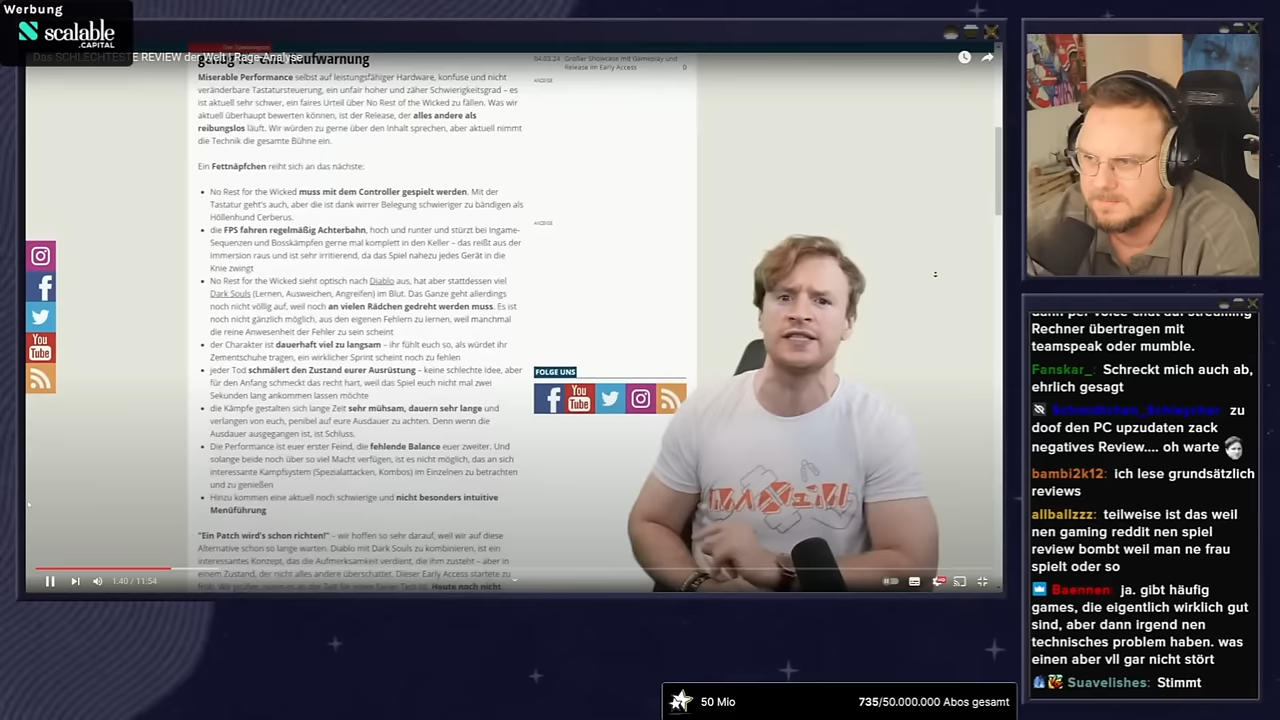 Werbung
scalable
CAPITAL
Das SCHLECHTESTE REVIEW der Welt | Rage-Analyse
Miserable Performance selbst auf leistungsfähiger Hardware, konfuse und nicht
veränderbare Tastatursteuerung, ein unfair hoher und zäher Schwierigkeitsgrad – es
ist aktuell sehr schwer, ein faires Urteil über No Rest of the Wicked zu fällen. Was wir
aktuell überhaupt bewerten können, ist der Release, der alles andere als
reibungslos läuft. Wir würden zu gerne über den Inhalt sprechen, aber aktuell nimmt
die Technik die gesamte Bühne ein.
Ein Fettnäpfchen reiht sich an das nächste:
No Rest for the Wicked muss mit dem Controller gespielt werden. Mit der
Tastatur geht's auch, aber die ist dank wirrer Belegung schwieriger zu bändigen als
Höllenhund Cerberus.
die FPS fahren regelmäßig Achterbahn, hoch und runter und stürzt bei Ingame-
Sequenzen und Bosskämpfen gerne mal komplett in den Keller – das reißt aus der
Immersion raus und ist sehr irritierend, da das Spiel nahezu jedes Gerät in die
Knie zwingt
No Rest for the Wicked sieht optisch nach Diablo aus, hat aber stattdessen viel
Dark Souls (Lernen, Ausweichen, Angreifen) im Blut. Das Ganze geht allerdings
noch nicht völlig auf, weil noch an vielen Rädchen gedreht werden muss. Es ist
noch nicht gänzlich möglich, aus den eigenen Fehlern zu lernen, weil manchmal
die reine Anwesenheit der Fehler zu sein scheint
der Charakter ist dauerhaft viel zu langsam – ihr fühlt euch so, als würdet ihr
Zementschuhe tragen, ein wirklicher Sprint scheint noch zu fehlen
jeder Tod schmälert den Zustand eurer Ausrüstung – keine schlechte Idee, aber
für den Anfang schmeckt das recht hart, weil das Spiel euch nicht mal zwei
Sekunden lang ankommen lassen möchte
die Kämpfe gestalten sich lange Zeit sehr mühsam, dauern sehr lange und
verlangen von euch, penibel auf eure Ausdauer zu achten. Denn wenn die
Ausdauer ausgegangen ist, ist Schluss.
Die Performance ist euer erster Feind, die fehlende Balance euer zweiter. Und
solange beide noch über so viel Macht verfügen, ist es nicht möglich, das an sich
interessante Kampfsystem (Spezialattacken, Kombos) im Einzelnen zu betrachten
und zu genießen
Hinzu kommen eine aktuell noch schwierige und nicht besonders intuitive
Menüführung
"Ein Patch wird's schon richten!" – wir hoffen so sehr darauf, weil wir auf diese
Alternative schon so lange warten. Diablo mit Dark Souls zu kombinieren, ist ein
interessantes Konzept, das die Aufmerksamkeit verdient, die ihm zusteht – aber in
einem Zustand, der nicht alles andere überschattet. Dieser Early Access startete zu
04.03.24 Großer Showcase mit Gameplay und
Release im Early Access 0
ANZEIGE
ANZEIGE
FOLGE UNS
You
Tube
You
Tube
1:40 / 11:54
Rechner übertragen mit
teamspeak oder mumble.
Fanskar_: Schreckt mich auch ab,
ehrlich gesagt
zu
doof den PC upzudaten zack
negatives Review.... oh warte
bambi2k12: ich lese grundsätzlich
reviews
allballzzz: teilweise ist das weil
nen gaming reddit nen spiel
review bombt weil man ne frau
spielt oder so
Baennen: ja. gibt häufig
games, die eigentlich wirklich gut
sind, aber dann irgend nen
technisches problem haben. was
einen aber vll gar nicht stört
Suavelishes: Stimmt
50 Mio 735/50.000.000 Abos gesamt